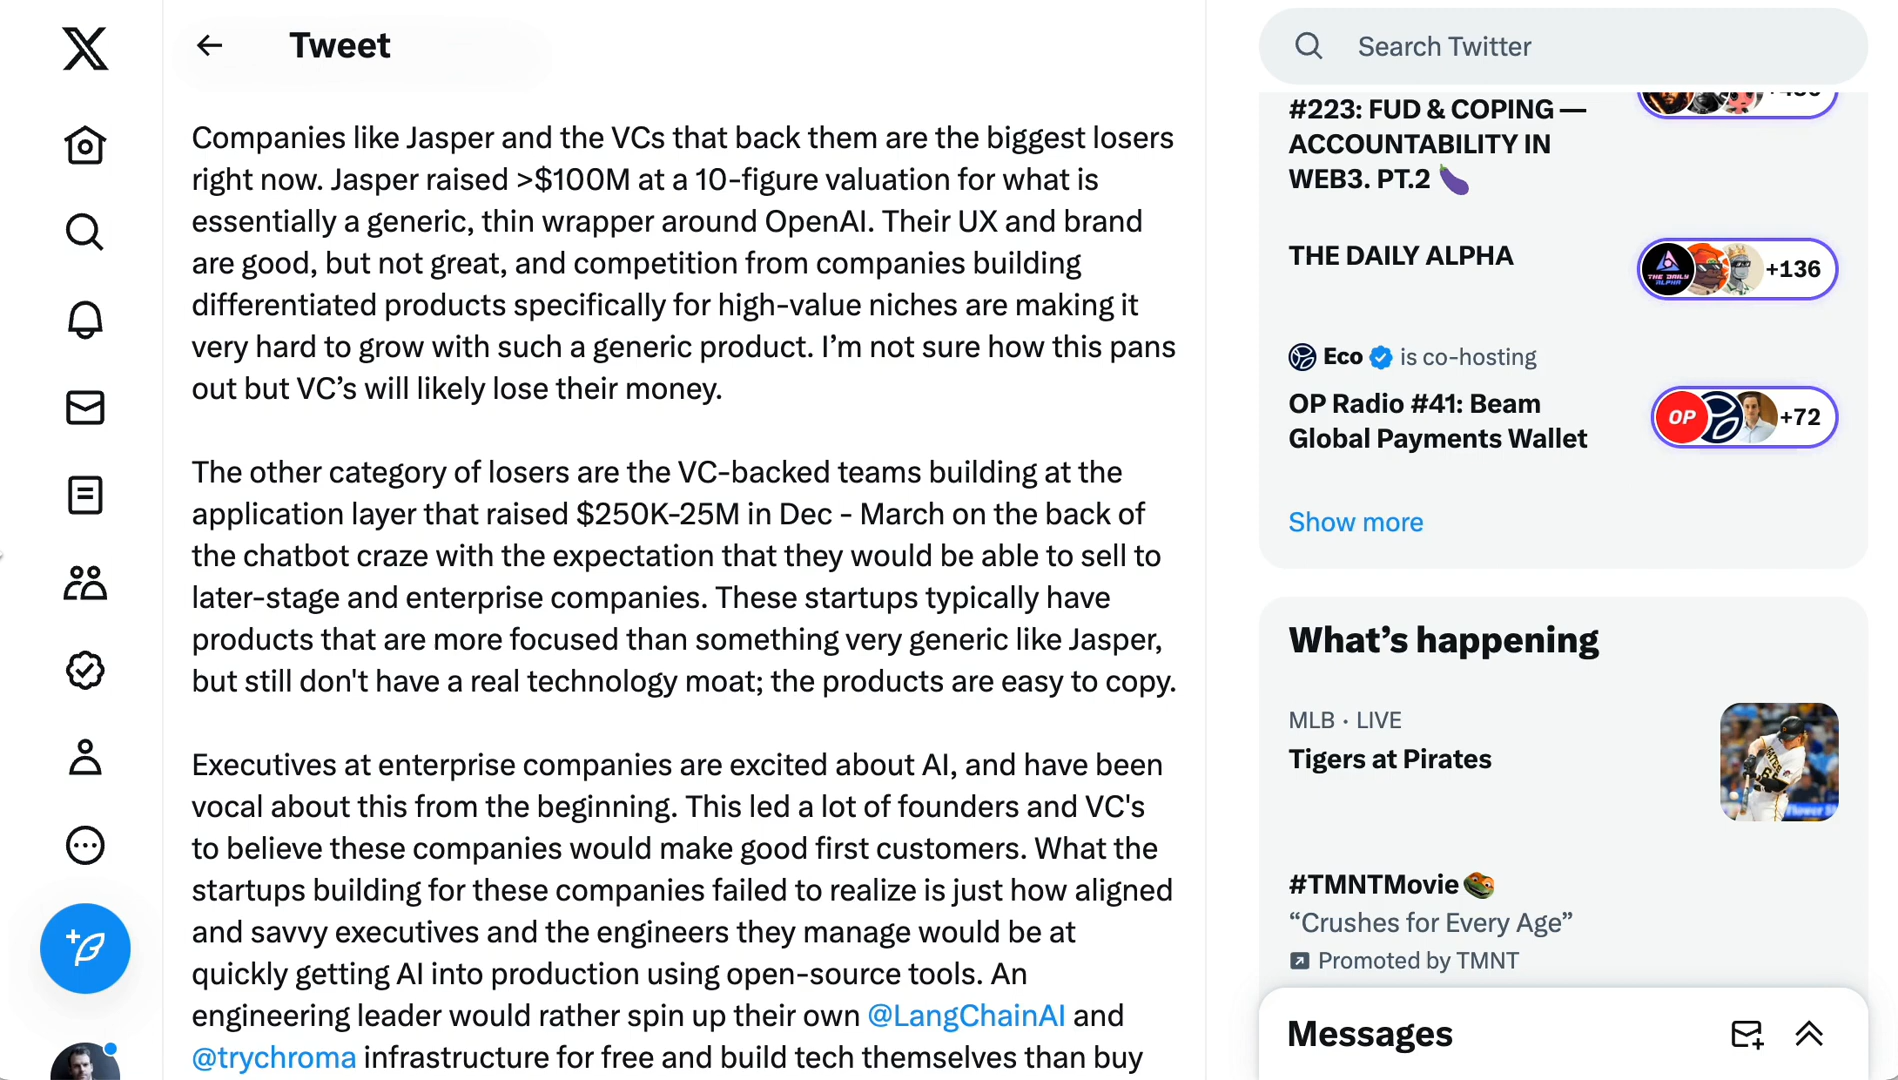 Tweet
Companies like Jasper and the VCs that back them are the biggest losers
right now. Jasper raised >$100M at a 10-figure valuation for what is
essentially a generic, thin wrapper around OpenAI. Their UX and brand
are good, but not great, and competition from companies building
differentiated products specifically for high-value niches are making it
very hard to grow with such a generic product. I’m not sure how this pans
out but VC’s will likely lose their money.
The other category of losers are the VC-backed teams building at the
application layer that raised $250K-25M in Dec - March on the back of
the chatbot craze with the expectation that they would be able to sell to
later-stage and enterprise companies. These startups typically have
products that are more focused than something very generic like Jasper,
but still don't have a real technology moat; the products are easy to copy.
Executives at enterprise companies are excited about AI, and have been
vocal about this from the beginning. This led a lot of founders and VC's
to believe these companies would make good first customers. What the
startups building for these companies failed to realize is just how aligned
and savvy executives and the engineers they manage would be at
quickly getting AI into production using open-source tools. An
engineering leader would rather spin up their own @LangChainAI and
@trychroma infrastructure for free and build tech themselves than buy
Search Twitter
#223: FUD & COPING —
ACCOUNTABILITY IN
WEB3. PT.2 🍆
THE DAILY ALPHA
THE DAILY
ALPHA
+136
Eco is co-hosting
OP Radio #41: Beam
Global Payments Wallet
OP
+72
Show more
What’s happening
MLB · LIVE
Tigers at Pirates
#TMNTMovie
“Crushes for Every Age”
Promoted by TMNT
Messages